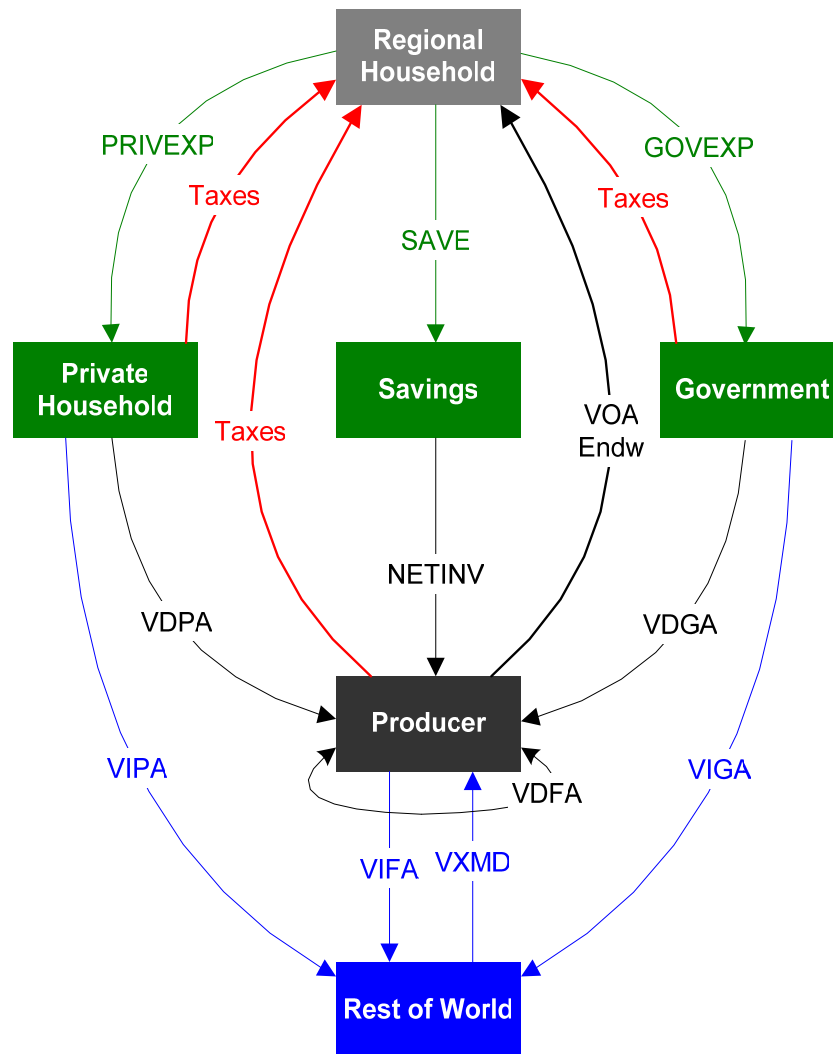 Regional
Household
PRIVEXP
GOVEXP
Taxes
Taxes
SAVE
Private
Household
Savings
Government
Taxes
VOA
Endw
NETINV
VDPA
VDGA
Producer
VIPA
VIGA
VDFA
VIFA
VXMD
Rest of World